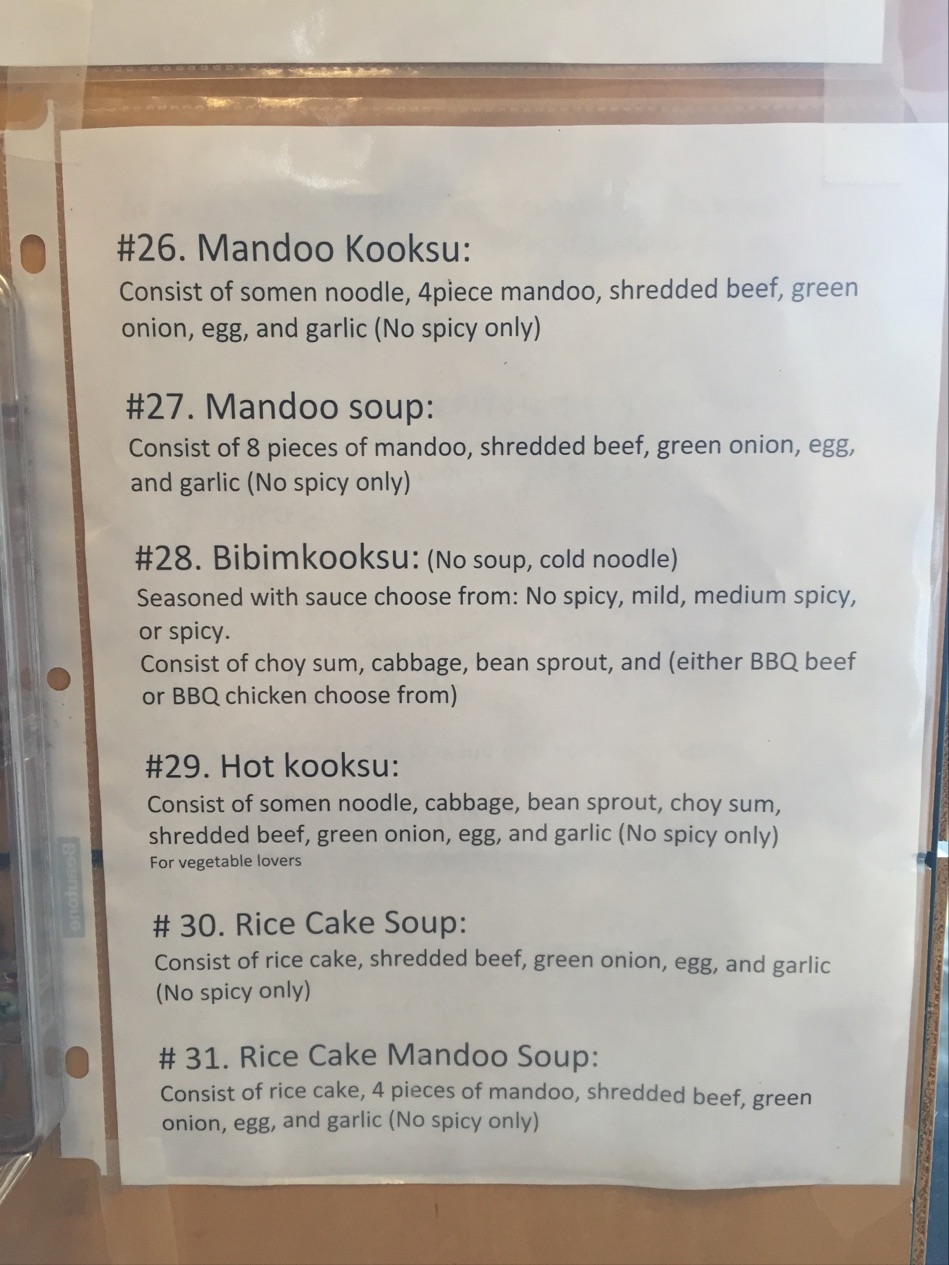 #26. Mandoo Kooksu:
Consist of somen noodle, 4piece mandoo, shredded beef, green
onion, egg, and garlic (No spicy only)
#27. Mandoo soup:
Consist of 8 pieces of mandoo, shredded beef, green onion, egg,
and garlic (No spicy only)
#28. Bibimkooksu: (No soup, cold noodle)
Seasoned with sauce choose from: No spicy, mild, medium spicy,
or spicy.
Consist of choy sum, cabbage, bean sprout, and (either BBQ beef
or BBQ chicken choose from)
#29. Hot kooksu:
Consist of somen noodle, cabbage, bean sprout, choy sum,
shredded beef, green onion, egg, and garlic (No spicy only)
For vegetable lovers
# 30. Rice Cake Soup:
Consist of rice cake, shredded beef, green onion, egg, and garlic
(No spicy only)
# 31. Rice Cake Mandoo Soup:
Consist of rice cake, 4 pieces of mandoo, shredded beef, green
onion, egg, and garlic (No spicy only)